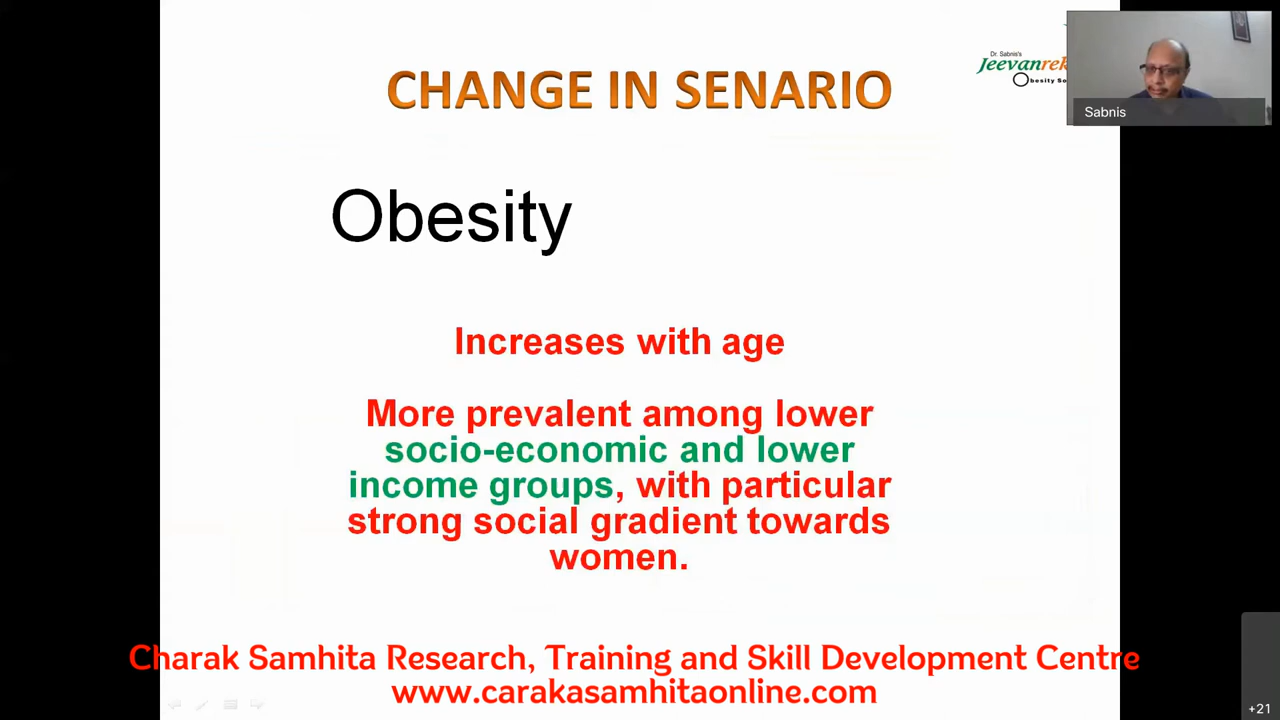 CHANGE IN SENARIO
Dr. Sabnis's
Jeevanrek
Obesity So
Sabnis
Obesity
Increases with age
More prevalent among lower
socio-economic and lower
income groups, with particular
strong social gradient towards
women.
Charak Samhita Research, Training and Skill Development Centre
www.carakasamhitaonline.com
+21